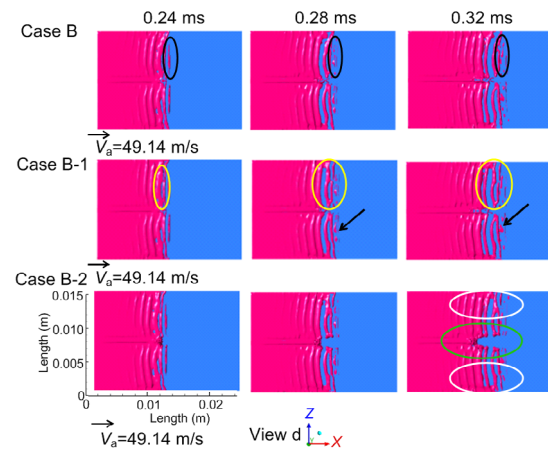 0.24 ms 0.28 ms 0.32 ms
Case B
Va=49.14 m/s
Case B-1
Va=49.14 m/s
Case B-2
0.015
0.010
0.005
0
Length (m)
0 0.01 0.02
Length (m)
Va=49.14 m/s
View d
Z
Y
X